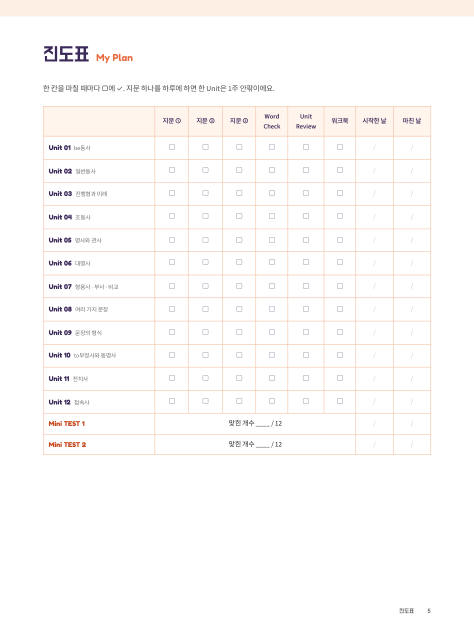 진도표 My Plan
한 칸을 마칠 때마다 ▢에 ✓. 지문 하나를 하루에 하면 한 Unit은 1주 안팎이에요.
지문 ① 지문 ② 지문 ③ Word Check Unit Review 워크북 시작한 날 마친 날
Unit 01 be동사 ▢ ▢ ▢ ▢ ▢ ▢ / /
Unit 02 일반동사 ▢ ▢ ▢ ▢ ▢ ▢ / /
Unit 03 진행형과 미래 ▢ ▢ ▢ ▢ ▢ ▢ / /
Unit 04 조동사 ▢ ▢ ▢ ▢ ▢ ▢ / /
Unit 05 명사와 관사 ▢ ▢ ▢ ▢ ▢ ▢ / /
Unit 06 대명사 ▢ ▢ ▢ ▢ ▢ ▢ / /
Unit 07 형용사 · 부사 · 비교 ▢ ▢ ▢ ▢ ▢ ▢ / /
Unit 08 여러 가지 문장 ▢ ▢ ▢ ▢ ▢ ▢ / /
Unit 09 문장의 형식 ▢ ▢ ▢ ▢ ▢ ▢ / /
Unit 10 to부정사와 동명사 ▢ ▢ ▢ ▢ ▢ ▢ / /
Unit 11 전치사 ▢ ▢ ▢ ▢ ▢ ▢ / /
Unit 12 접속사 ▢ ▢ ▢ ▢ ▢ ▢ / /
Mini TEST 1 맞힌 개수 ____ / 12 / /
Mini TEST 2 맞힌 개수 ____ / 12 / /
진도표 5